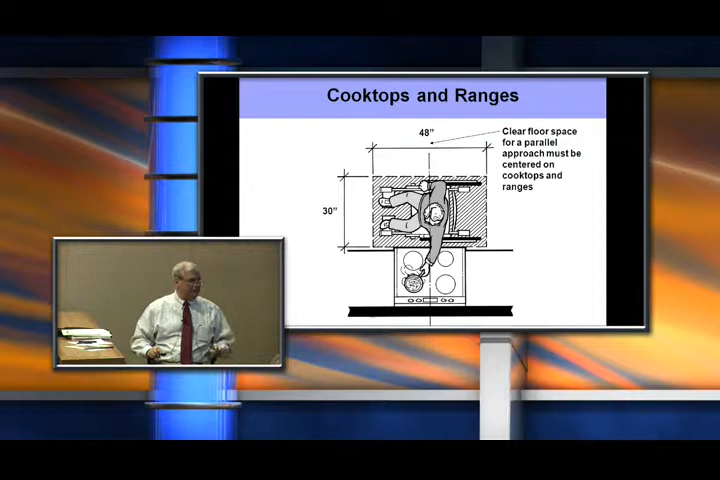 Cooktops and Ranges
48”
Clear floor space
for a parallel
approach must be
centered on
cooktops and
ranges
30”